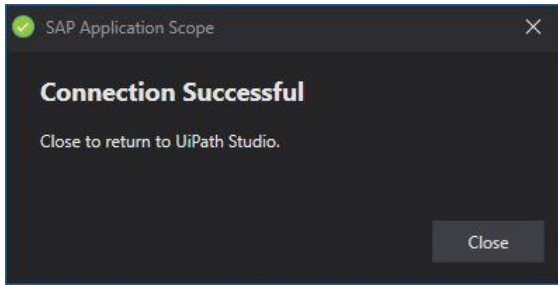 SAP Application Scope
Connection Successful
Close to return to UiPath Studio.
Close